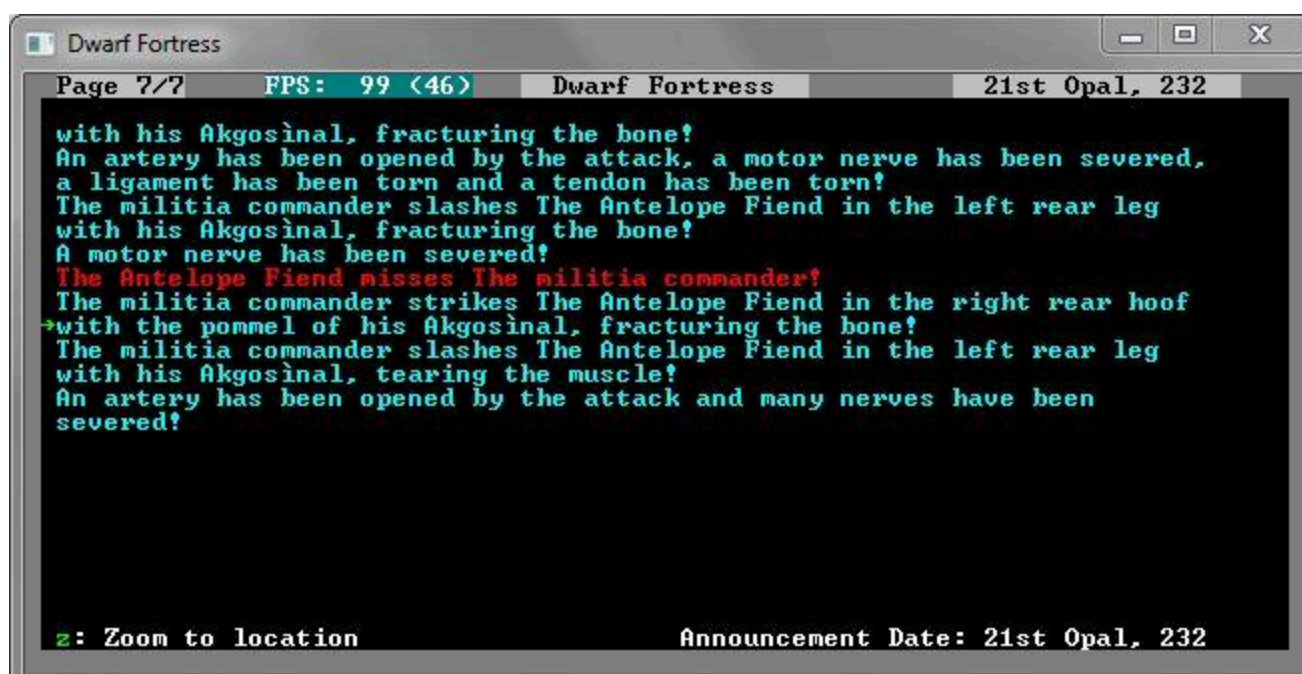 Dwarf Fortress
Page 7/7 FPS: 99 (46) Dwarf Fortress 21st Opal, 232
with his Akgosìnal, fracturing the bone!
An artery has been opened by the attack, a motor nerve has been severed,
a ligament has been torn and a tendon has been torn!
The militia commander slashes The Antelope Fiend in the left rear leg
with his Akgosìnal, fracturing the bone!
A motor nerve has been severed!
The Antelope Fiend misses The militia commander!
The militia commander strikes The Antelope Fiend in the right rear hoof
→with the pommel of his Akgosìnal, fracturing the bone!
The militia commander slashes The Antelope Fiend in the left rear leg
with his Akgosìnal, tearing the muscle!
An artery has been opened by the attack and many nerves have been
severed!
z: Zoom to location Announcement Date: 21st Opal, 232